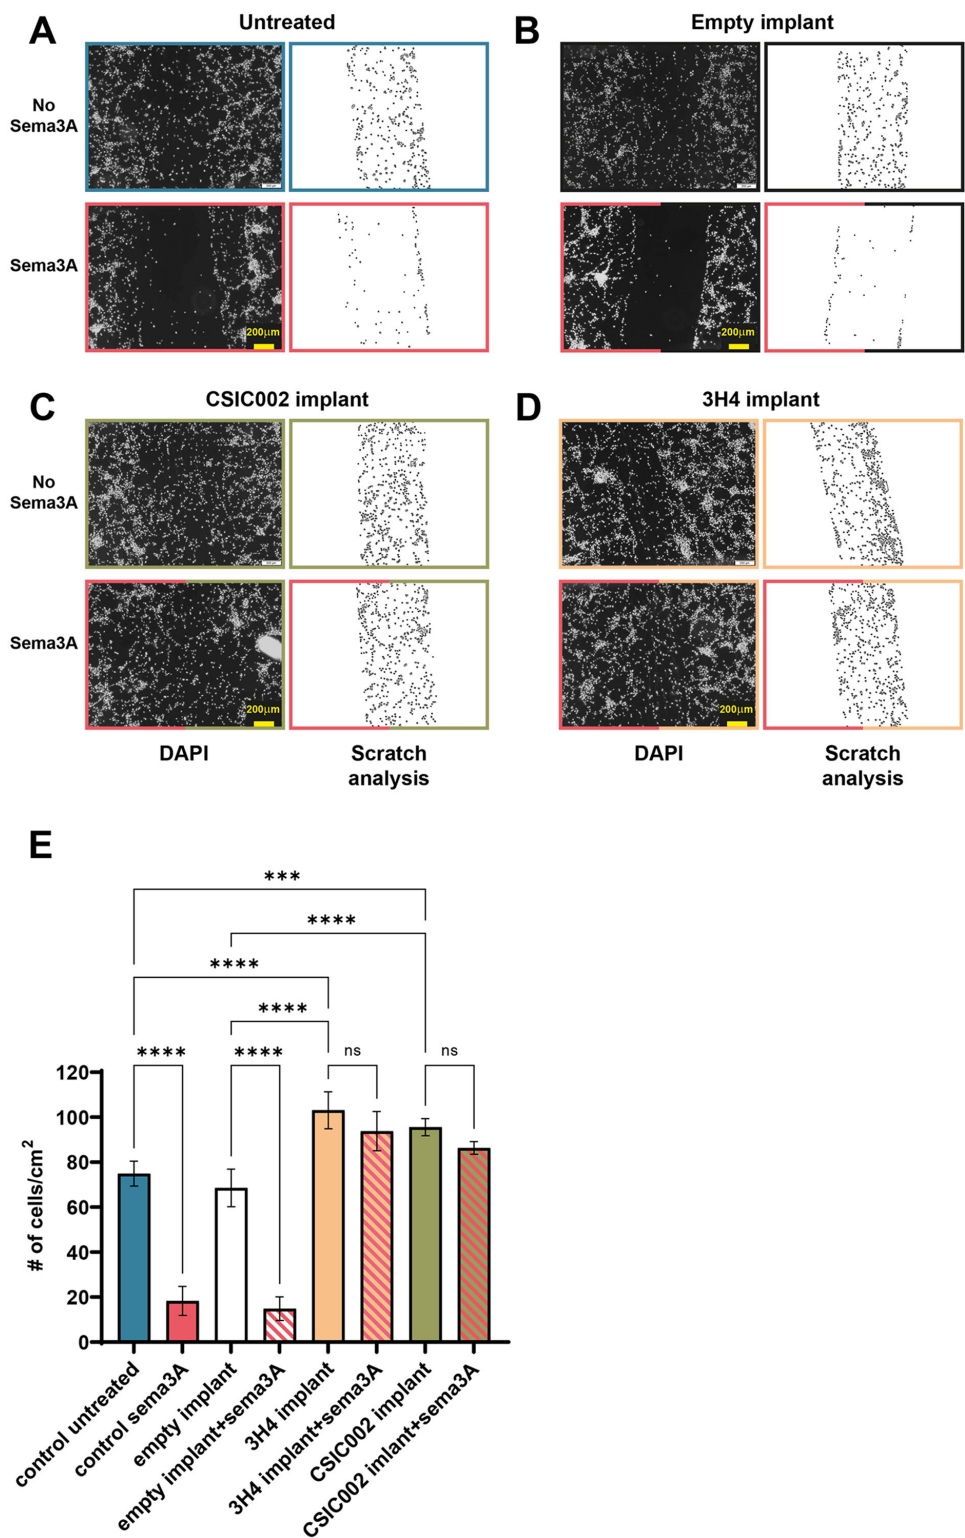 A
Untreated
B
Empty implant
No
Sema3A
Sema3A
200µm
200µm
C
CSIC002 implant
D
3H4 implant
No
Sema3A
Sema3A
200µm
200µm
DAPI
Scratch
analysis
DAPI
Scratch
analysis
E
***
****
****
****
**** **** ns ns
120
100
80
60
40
20
0
# of cells/cm²
control untreated
control sema3A
empty implant
empty implant+sema3A
3H4 implant
3H4 implant+sema3A
CSIC002 implant
CSIC002 imlant+sema3A